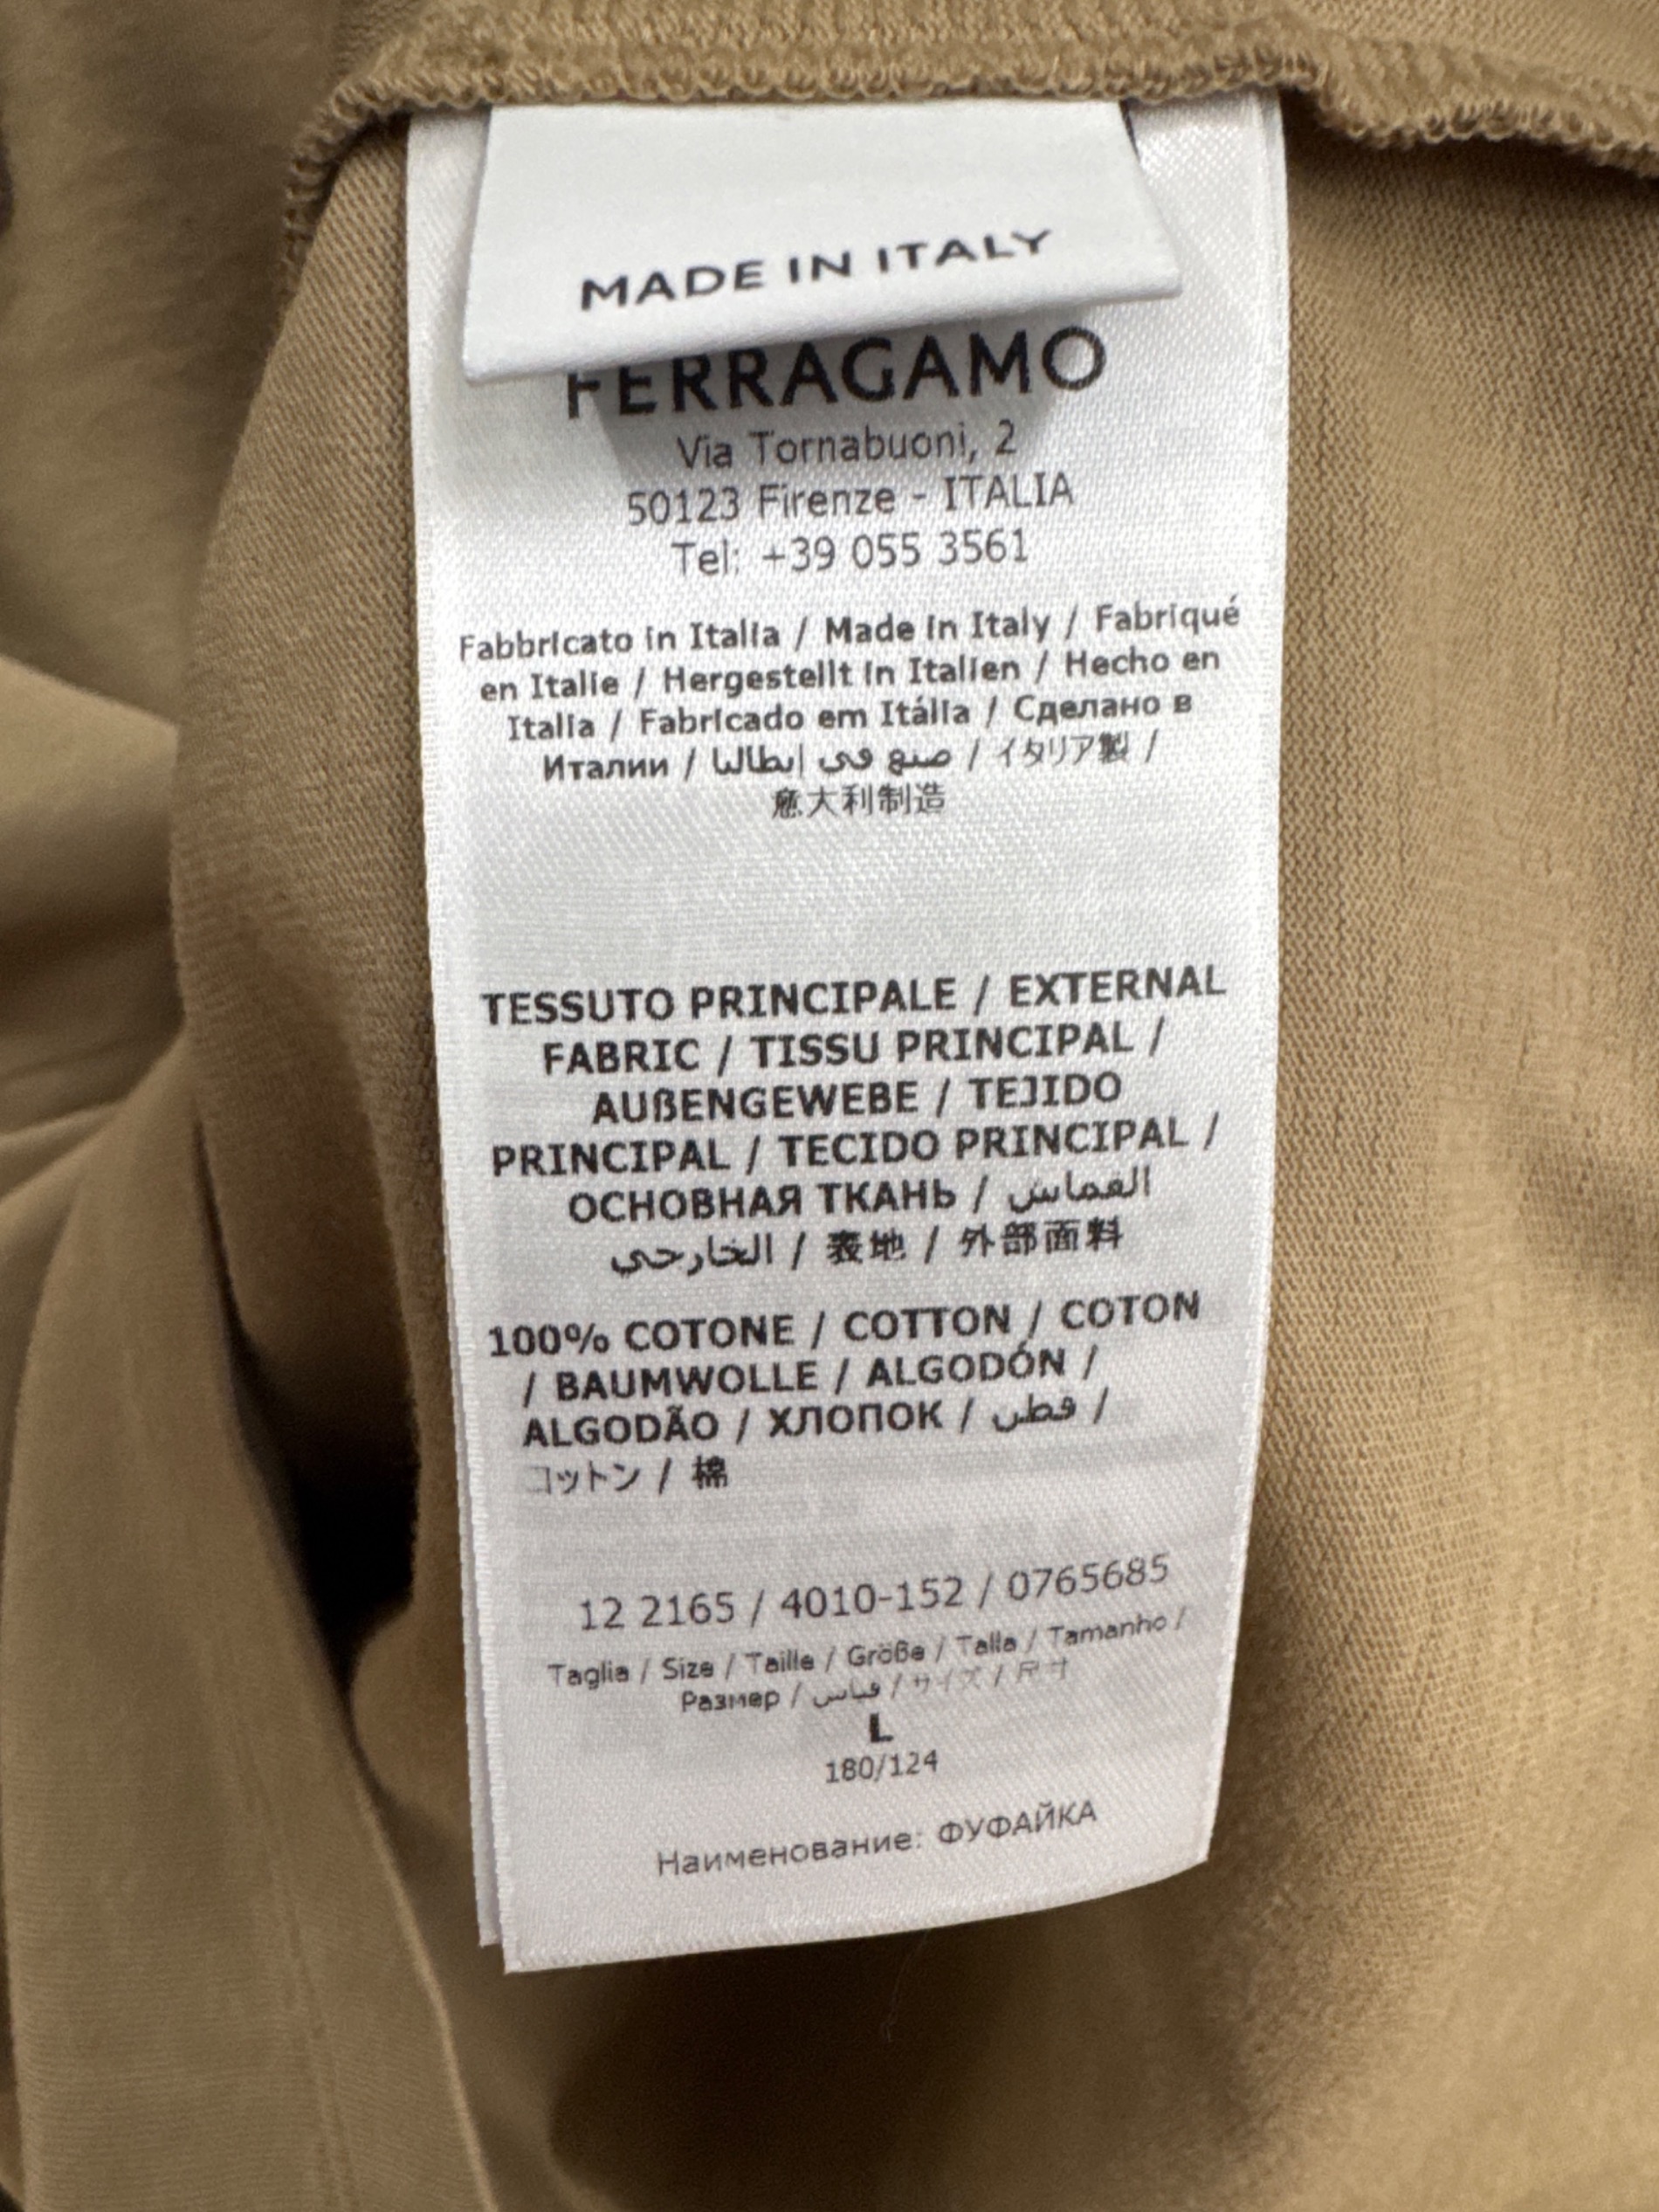 MADE IN ITALY
FERRAGAMO
Via Tornabuoni, 2
50123 Firenze - ITALIA
Tel: +39 055 3561
Fabbricato in Italia / Made in Italy / Fabriqué
en Italie / Hergestellt in Italien / Hecho en
Italia / Fabricado em Itália / Сделано в
Италии / صنع في إيطاليا / イタリア製 /
意大利制造
TESSUTO PRINCIPALE / EXTERNAL
FABRIC / TISSU PRINCIPAL /
AUßENGEWEBE / TEJIDO
PRINCIPAL / TECIDO PRINCIPAL /
ОСНОВНАЯ ТКАНЬ / القماش
الخارجي / 表地 / 外部面料
100% COTONE / COTTON / COTON
/ BAUMWOLLE / ALGODÓN /
ALGODÃO / ХЛОПОК / قطن /
コットン / 棉
12 2165 / 4010-152 / 0765685
Taglia / Size / Taille / Größe / Talla / Tamanho /
Размер / قياس / サイズ / 尺寸
L
180/124
Наименование: ФУФАЙКА